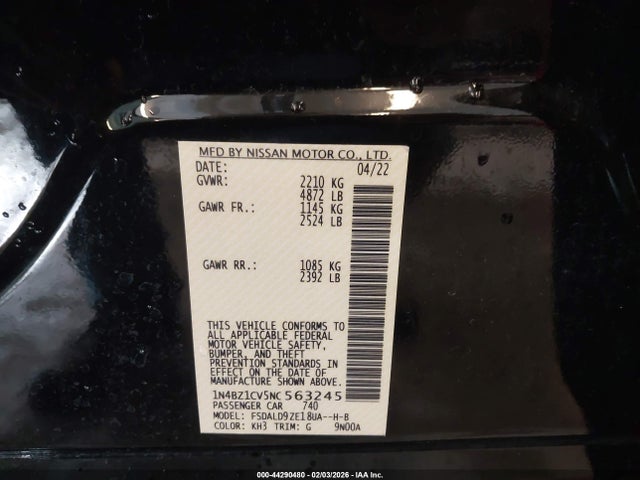 MFD BY NISSAN MOTOR CO., LTD.
DATE: 04/22
GVWR: 2210 KG
4872 LB
GAWR FR.: 1145 KG
2524 LB
GAWR RR.: 1085 KG
2392 LB
THIS VEHICLE CONFORMS TO
ALL APPLICABLE FEDERAL
MOTOR VEHICLE SAFETY,
BUMPER, AND THEFT
PREVENTION STANDARDS IN
EFFECT ON THE DATE OF
MANUFACTURE SHOWN ABOVE.
1N4BZ1CV5NC563245
PASSENGER CAR 740
MODEL: FSDALD9ZE18UA--H-B
COLOR: KH3 TRIM: G 9N00A
000-44290480 - 02/03/2026 - IAA Inc.